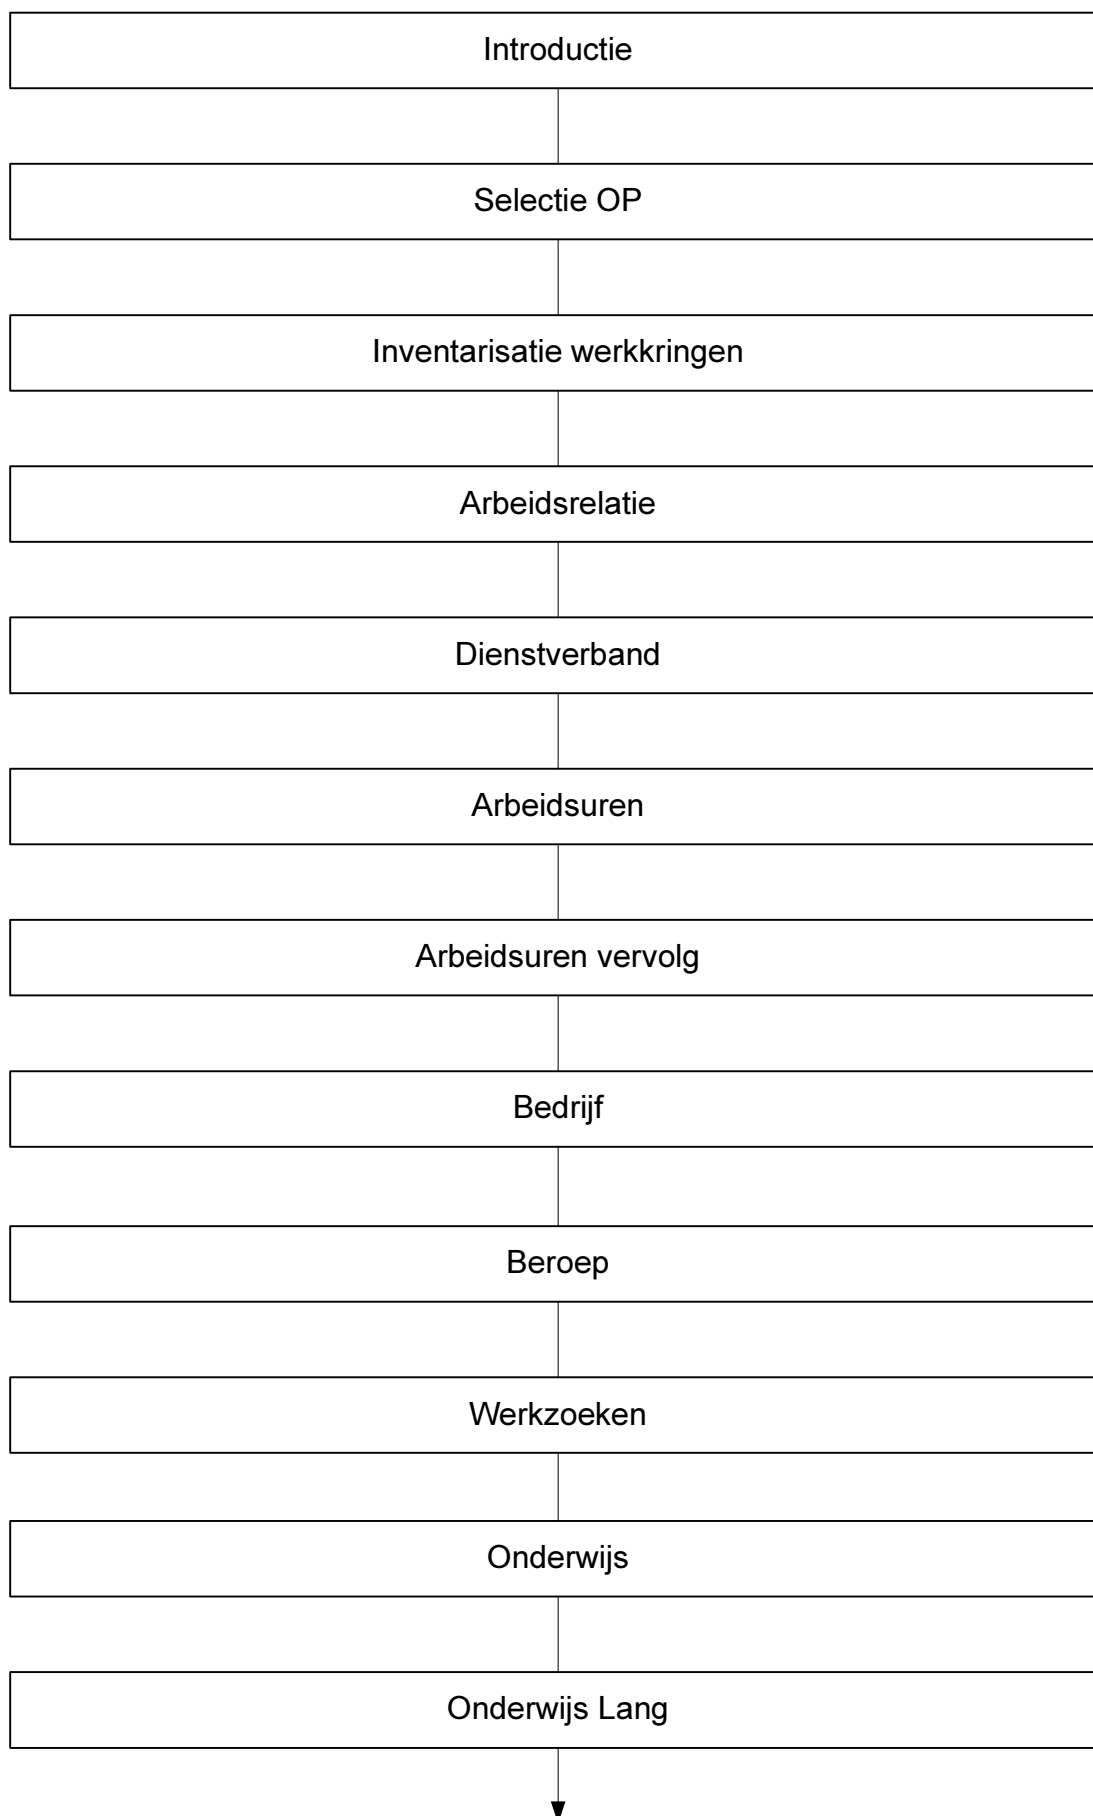 Introductie
Selectie OP
Inventarisatie werkkringen
Arbeidsrelatie
Dienstverband
Arbeidsuren
Arbeidsuren vervolg
Bedrijf
Beroep
Werkzoeken
Onderwijs
Onderwijs Lang